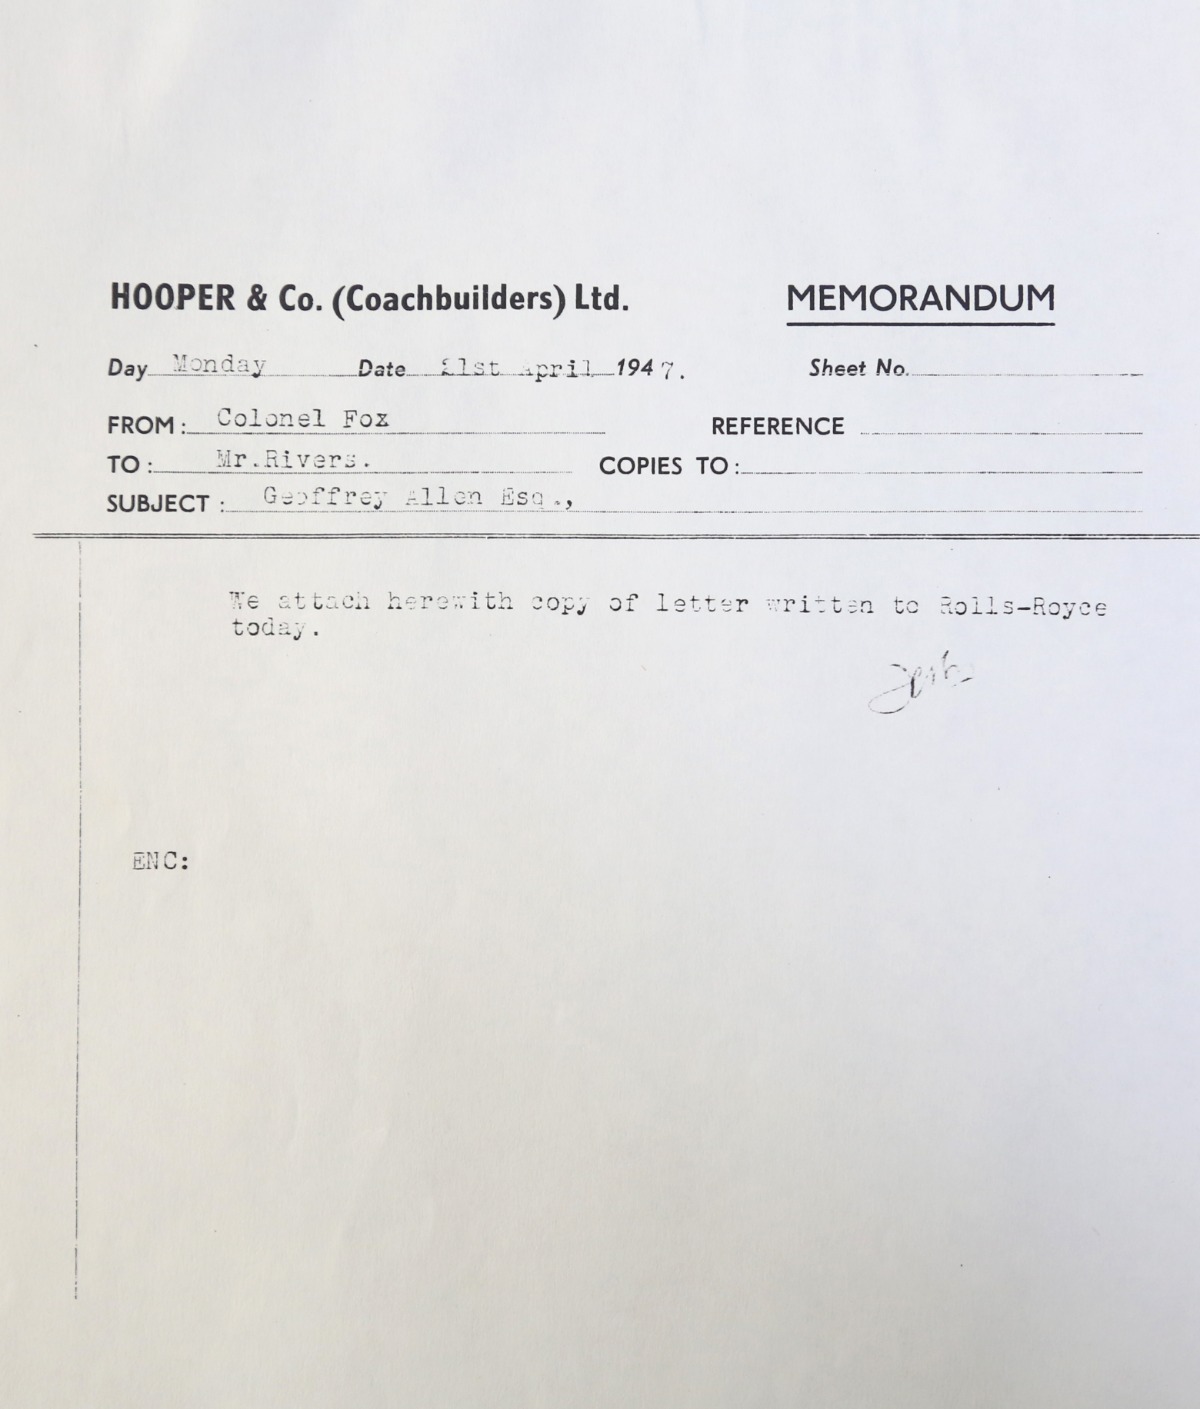 HOOPER & Co. (Coachbuilders) Ltd. MEMORANDUM
Day Monday Date 21st April 1947. Sheet No.
FROM: Colonel Fox REFERENCE
TO: Mr.Rivers. COPIES TO:
SUBJECT: Geoffrey Allen Esq.,
We attach herewith copy of letter written to Rolls-Royce
today.
ENC: